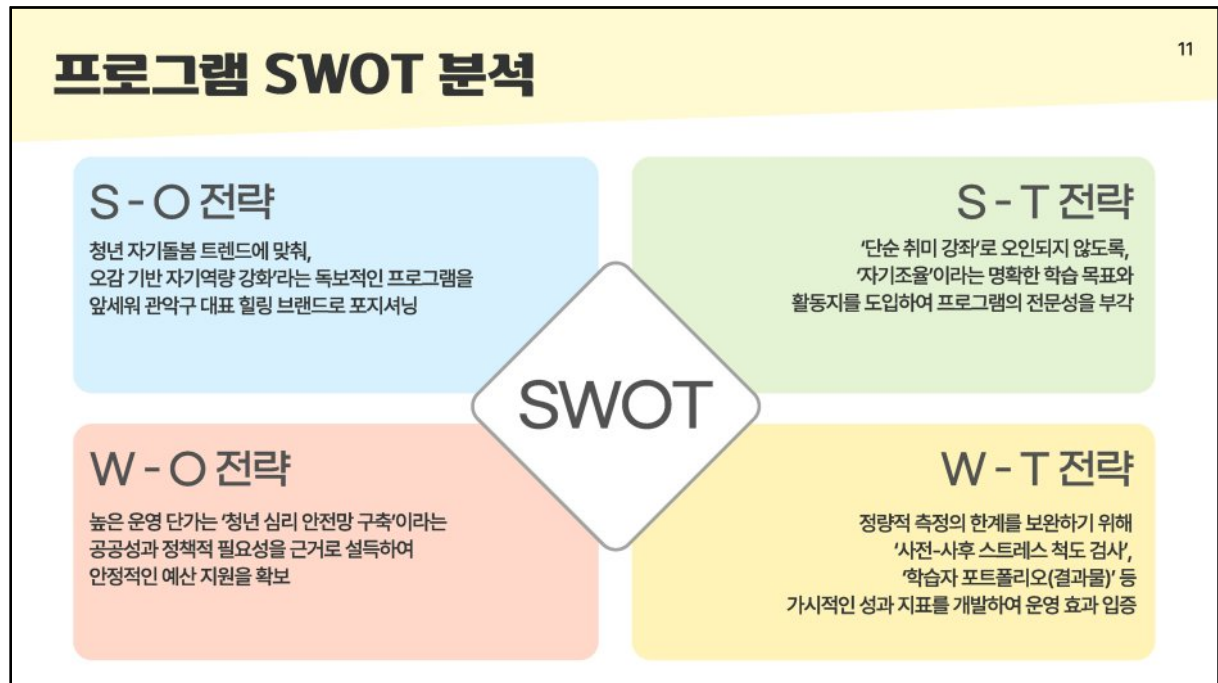 프로그램 SWOT 분석
11
S - O 전략
청년 자기돌봄 트렌드에 맞춰,
오감 기반 자기역량 강화'라는 독보적인 프로그램을
앞세워 관악구 대표 힐링 브랜드로 포지셔닝
S - T 전략
'단순 취미 강좌'로 오인되지 않도록,
'자기조율'이라는 명확한 학습 목표와
활동지를 도입하여 프로그램의 전문성을 부각
SWOT
W - O 전략
높은 운영 단가는 '청년 심리 안전망 구축'이라는
공공성과 정책적 필요성을 근거로 설득하여
안정적인 예산 지원을 확보
W - T 전략
정량적 측정의 한계를 보완하기 위해
'사전-사후 스트레스 척도 검사',
'학습자 포트폴리오(결과물)' 등
가시적인 성과 지표를 개발하여 운영 효과 입증